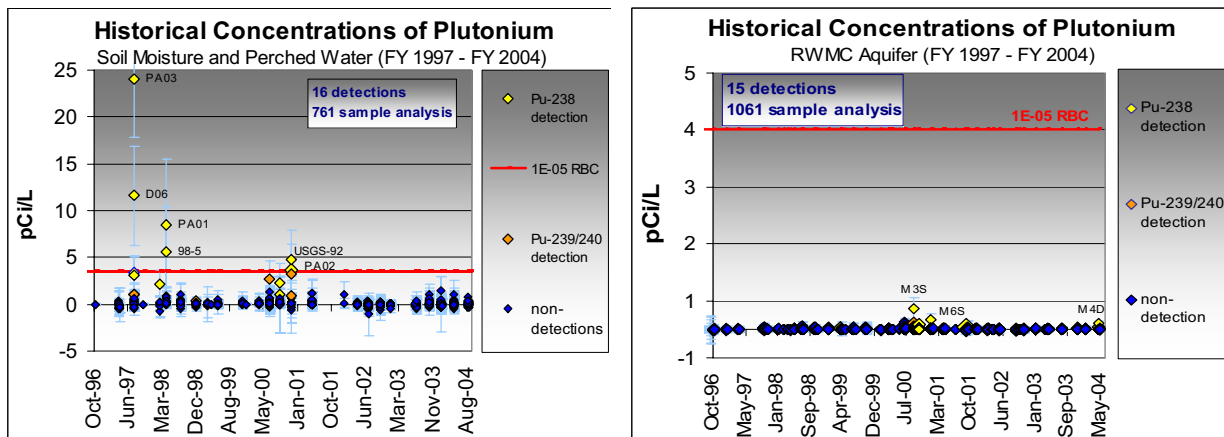 Historical Concentrations of Plutonium
Soil Moisture and Perched Water (FY 1997 - FY 2004)
25
20
15
10
5
0
-5
pCi/L
16 detections
761 sample analysis
PA03
D06
PA01
98-5
USGS-92
PA02
Oct-96
Jun-97
Mar-98
Dec-98
Aug-99
May-00
Jan-01
Jun-02
Mar-03
Nov-03
Aug-04
Pu-238
detection
1E-05 RBC
Pu-239/240
detection
non-
detections
Historical Concentrations of Plutonium
RWMC Aquifer (FY 1997 - FY 2004)
5
4
3
2
1
-1
pCi/L
15 detections
1061 sample analysis
1E-05 RBC
M3S
M6S
M4D
Oct-96
May-97
Jan-98
Sep-98
Apr-99
Dec-99
Jul-00
Mar-01
Oct-01
Jun-02
Jan-03
Sep-03
May-04
Pu-238
detection
Pu-239/240
detection
non-
detection